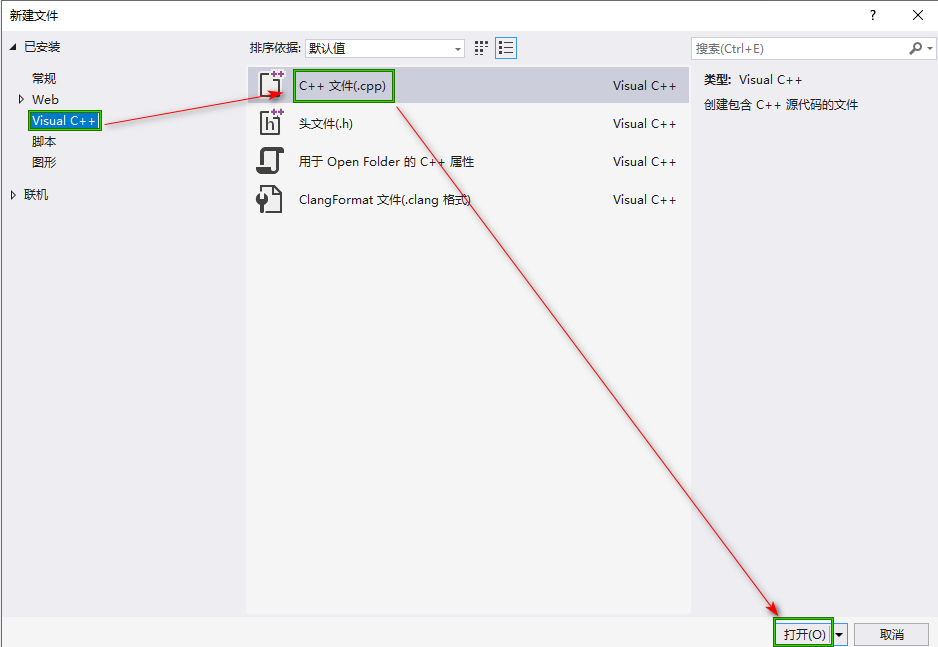 新建文件
?
已安装
常规
Web
Visual C++
脚本
图形
联机
排序依据: 默认值
C++ 文件(.cpp) Visual C++
头文件(.h) Visual C++
用于 Open Folder 的 C++ 属性 Visual C++
ClangFormat 文件(.clang 格式) Visual C++
搜索(Ctrl+E)
类型: Visual C++
创建包含 C++ 源代码的文件
打开(O) 取消